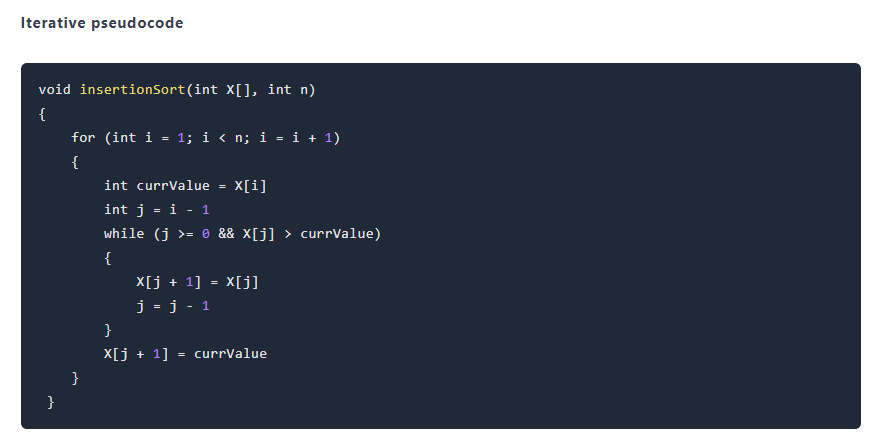 Iterative pseudocode
void insertionSort(int X[], int n)
{
    for (int i = 1; i < n; i = i + 1)
    {
        int currValue = X[i]
        int j = i - 1
        while (j >= 0 && X[j] > currValue)
        {
            X[j + 1] = X[j]
            j = j - 1
        }
        X[j + 1] = currValue
    }
 }